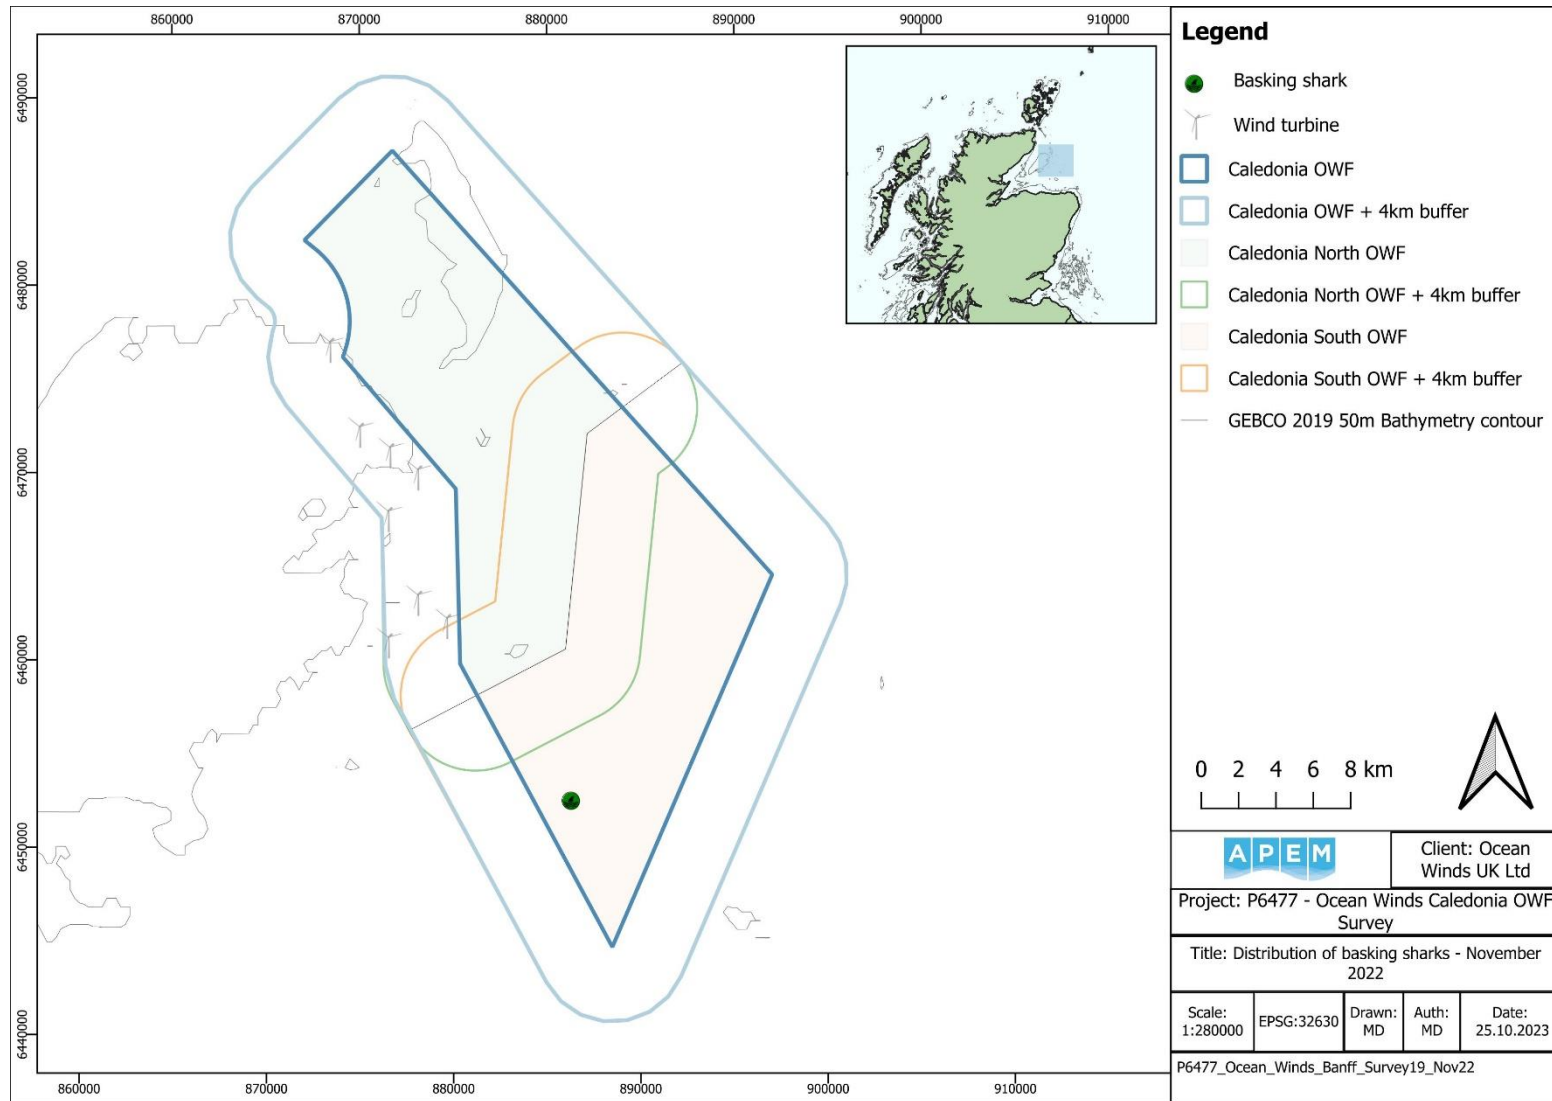 860000 870000 880000 890000 900000 910000
6490000
6480000
6470000
6460000
6450000
6440000
860000 870000 880000 890000 900000 910000
Legend
Basking shark
Wind turbine
Caledonia OWF
Caledonia OWF + 4km buffer
Caledonia North OWF
Caledonia North OWF + 4km buffer
Caledonia South OWF
Caledonia South OWF + 4km buffer
GEBCO 2019 50m Bathymetry contour
0 2 4 6 8 km
APEM
Client: Ocean
Winds UK Ltd
Project: P6477 - Ocean Winds Caledonia OWF
Survey
Title: Distribution of basking sharks - November
2022
Scale:
1:280000
EPSG:32630
Drawn:
MD
Auth:
MD
Date:
25.10.2023
P6477_Ocean_Winds_Banff_Survey19_Nov22